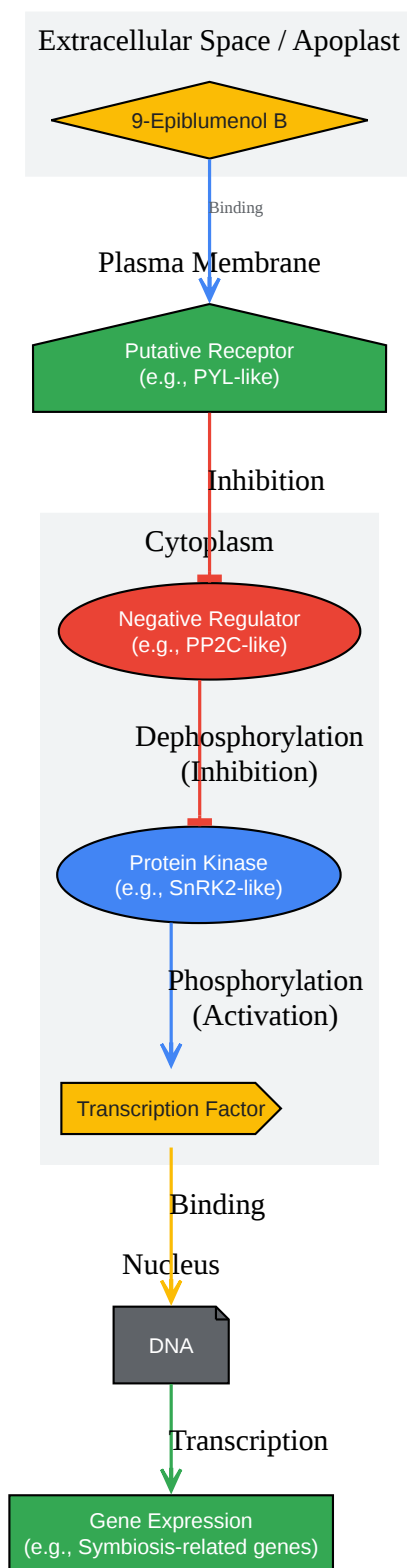 Extracellular Space / Apoplast
9-Epiblumenol B
Binding
Plasma Membrane
Putative Receptor
(e.g., PYL-like)
Inhibition
Cytoplasm
Negative Regulator
(e.g., PP2C-like)
Dephosphorylation
(Inhibition)
Protein Kinase
(e.g., SnRK2-like)
Phosphorylation
(Activation)
Transcription Factor
Binding
Nucleus
DNA
Transcription
Gene Expression
(e.g., Symbiosis-related genes)